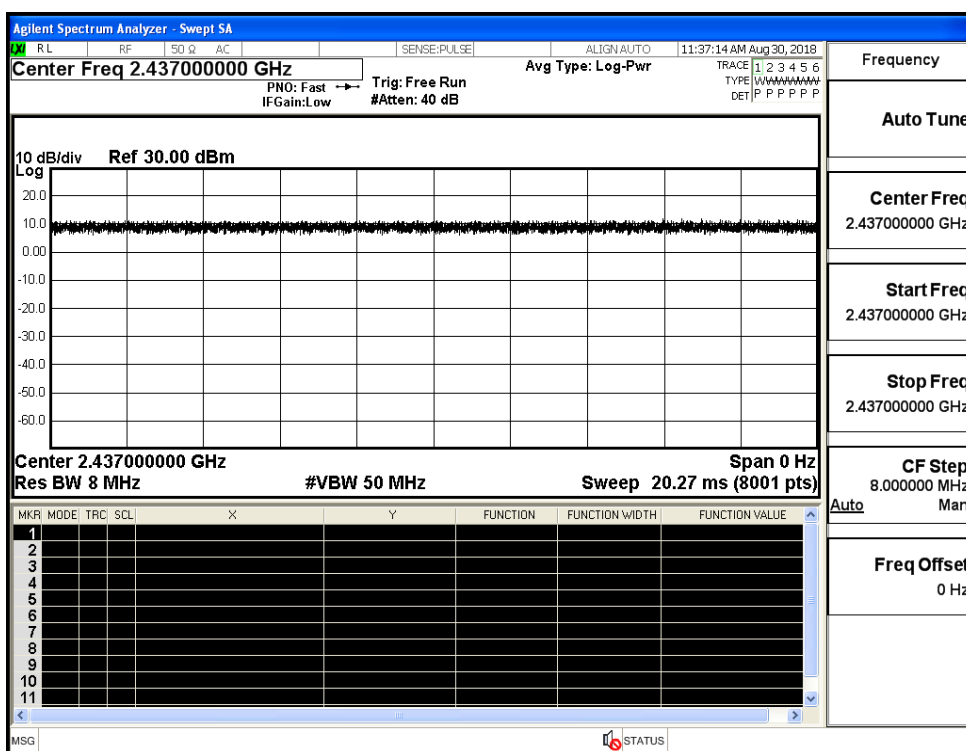 Agilent Spectrum Analyzer - Swept SA
LXI RL RF 50 Ω AC SENSE:PULSE ALIGN AUTO 11:37:14 AM Aug 30, 2018
Center Freq 2.437000000 GHz
PNO: Fast
IFGain:Low
Trig: Free Run
#Atten: 40 dB
Avg Type: Log-Pwr
TRACE 1 2 3 4 5 6
TYPE WWWWWW
DET P P P P P P
10 dB/div Ref 30.00 dBm
Log
20.0
10.0
0.00
-10.0
-20.0
-30.0
-40.0
-50.0
-60.0
Center 2.437000000 GHz Span 0 Hz
Res BW 8 MHz #VBW 50 MHz Sweep 20.27 ms (8001 pts)
MKR MODE TRC SCL X Y FUNCTION FUNCTION WIDTH FUNCTION VALUE
1
2
3
4
5
6
7
8
9
10
11
MSG STATUS
Frequency
Auto Tune
Center Freq
2.437000000 GHz
Start Freq
2.437000000 GHz
Stop Freq
2.437000000 GHz
CF Step
8.000000 MHz
Auto Man
Freq Offset
0 Hz